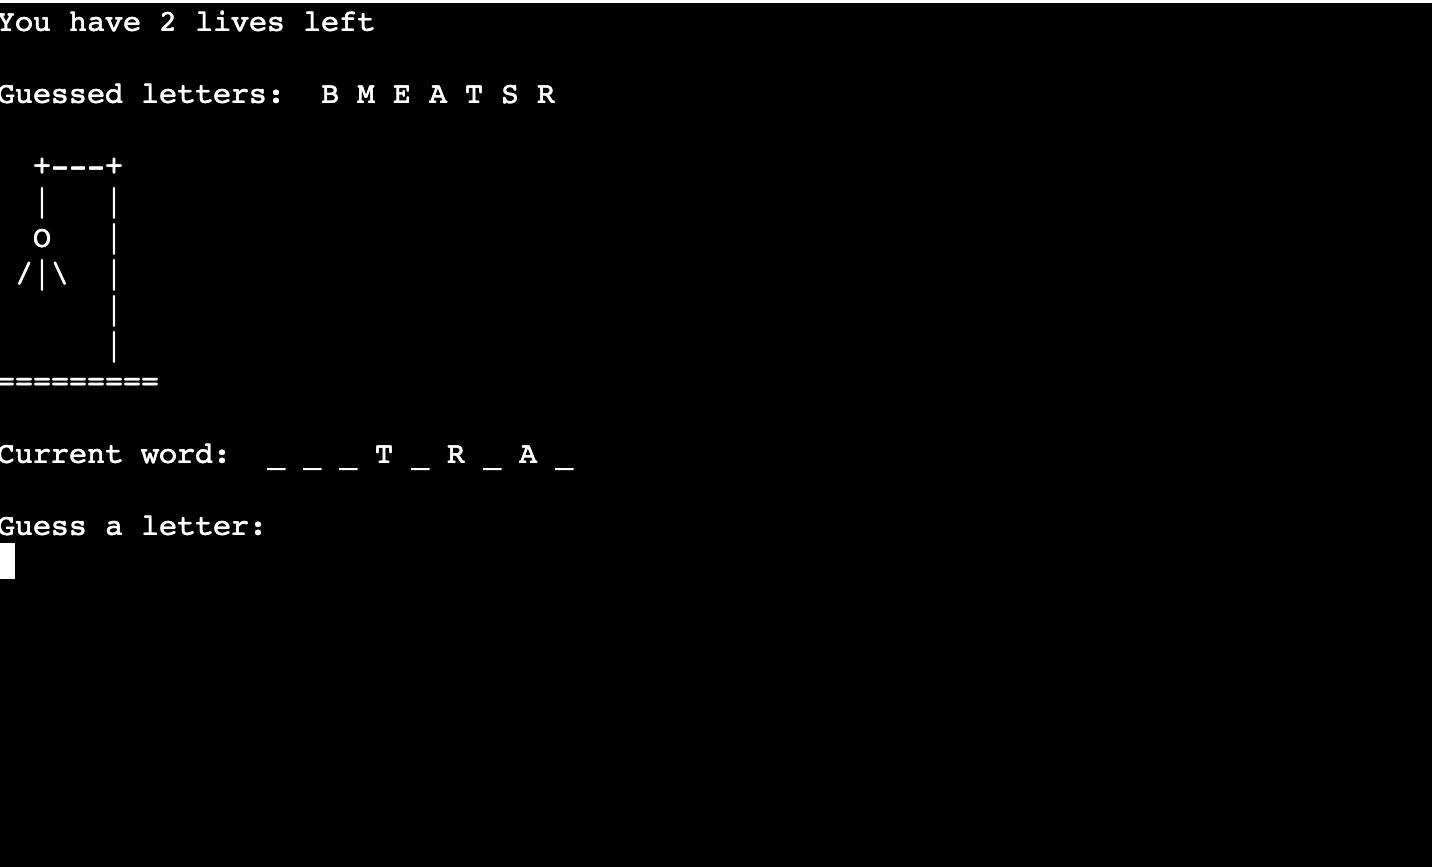 You have 2 lives left
Guessed letters:  B M E A T S R
  +---+
  |   |
  o   |
 /|\  |
      |
      |
=========
Current word:  _ _ _ T _ R _ A _
Guess a letter: